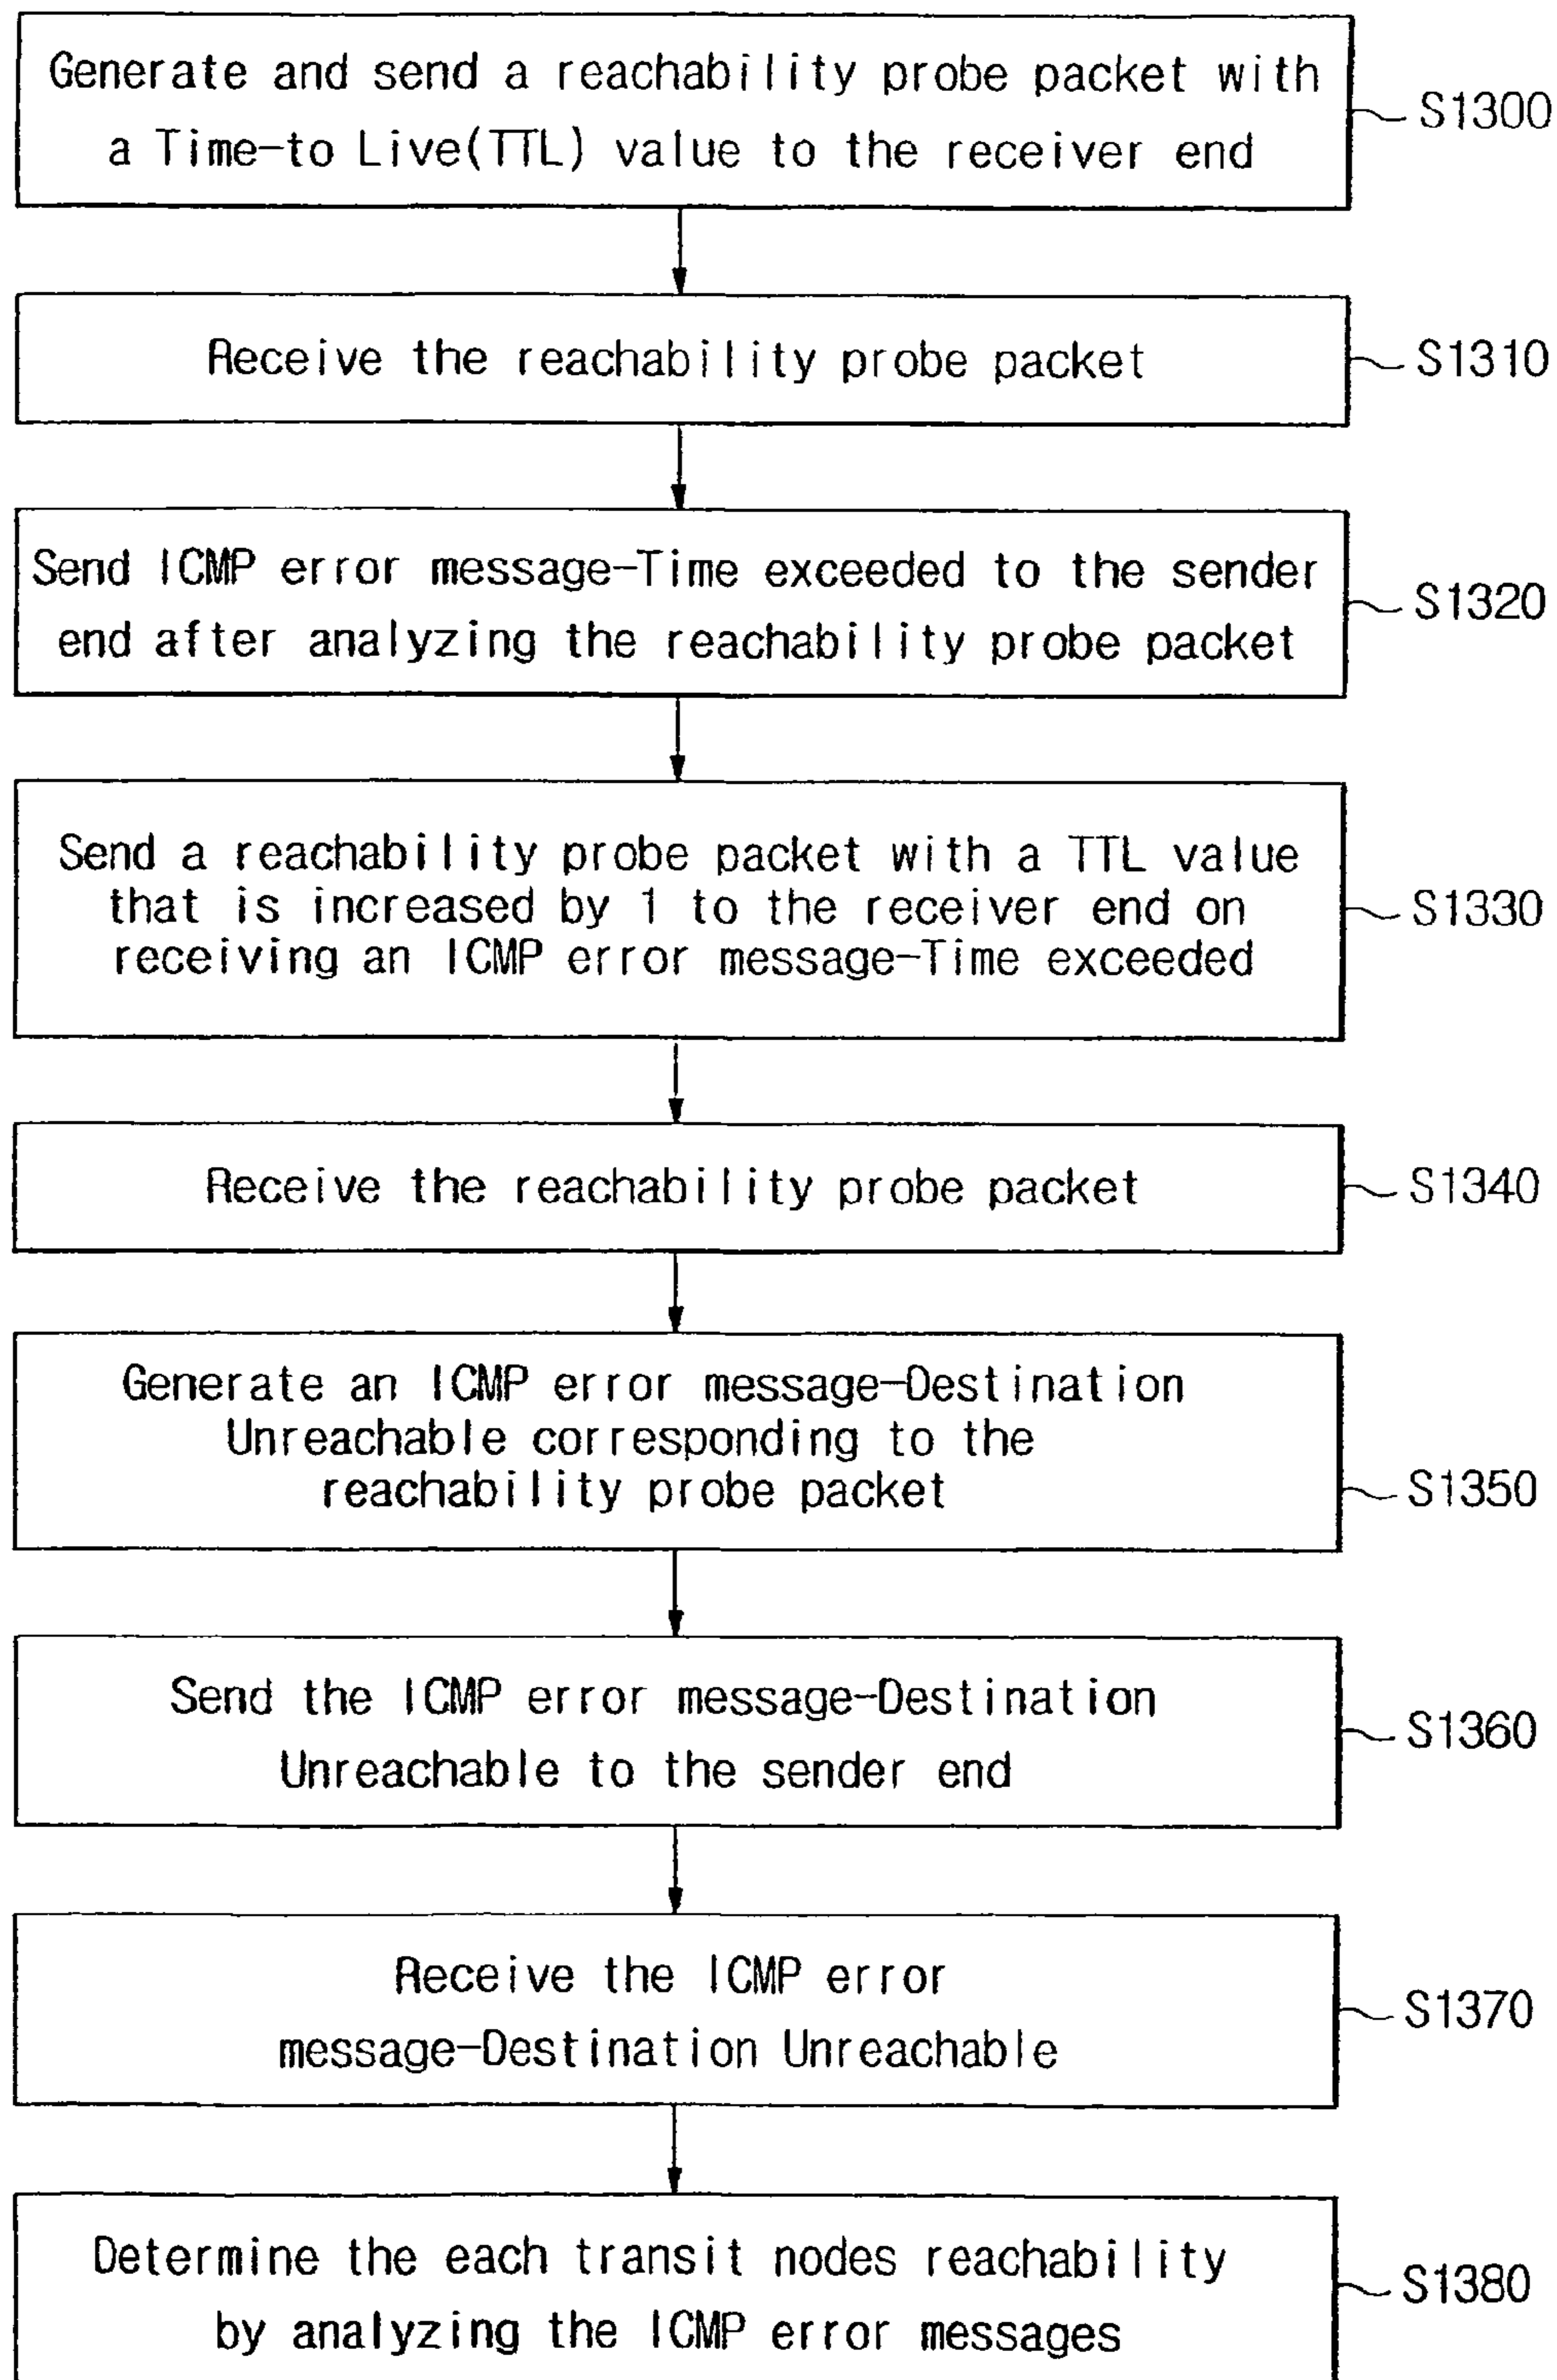 Generate and send a reachability probe packet with
a Time-to Live(TTL) value to the receiver end
S1300
Receive the reachability probe packet
S1310
Send ICMP error message-Time exceeded to the sender
end after analyzing the reachability probe packet
S1320
Send a reachability probe packet with a TTL value
that is increased by 1 to the receiver end on
receiving an ICMP error message-Time exceeded
S1330
Receive the reachability probe packet
S1340
Generate an ICMP error message-Destination
Unreachable corresponding to the
reachability probe packet
S1350
Send the ICMP error message-Destination
Unreachable to the sender end
S1360
Receive the ICMP error
message-Destination Unreachable
S1370
Determine the each transit nodes reachability
by analyzing the ICMP error messages
S1380